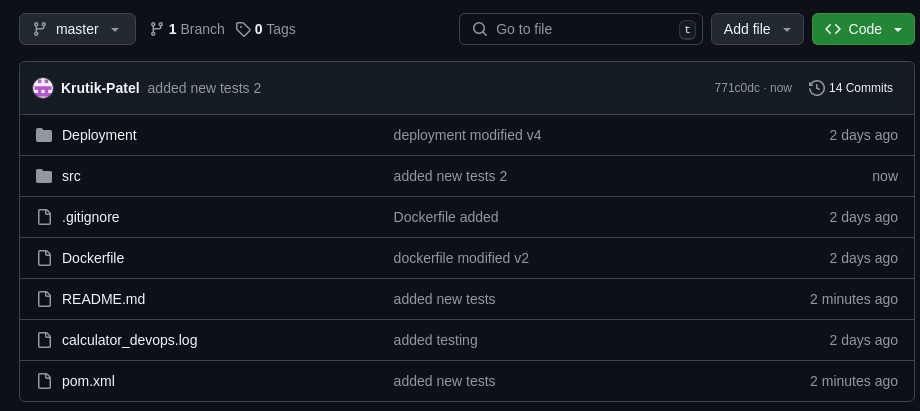 master 1 Branch 0 Tags Go to file t Add file Code
Krutik-Patel added new tests 2 771c0dc · now 14 Commits
Deployment deployment modified v4 2 days ago
src added new tests 2 now
.gitignore Dockerfile added 2 days ago
Dockerfile dockerfile modified v2 2 days ago
README.md added new tests 2 minutes ago
calculator_devops.log added testing 2 days ago
pom.xml added new tests 2 minutes ago